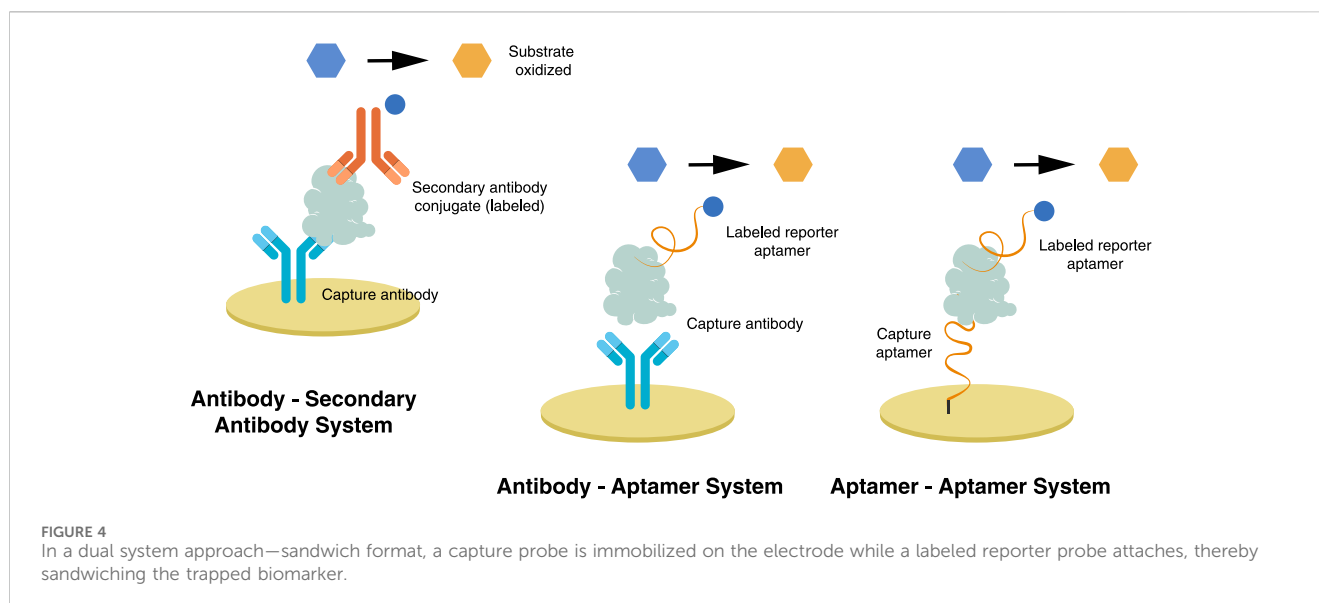 Substrate
oxidized
Secondary antibody
conjugate (labeled)
Capture antibody
Antibody - Secondary
Antibody System
Labeled reporter
aptamer
Capture antibody
Antibody - Aptamer System
Labeled reporter
aptamer
Capture
aptamer
Aptamer - Aptamer System
FIGURE 4
In a dual system approach—sandwich format, a capture probe is immobilized on the electrode while a labeled reporter probe attaches, thereby
sandwiching the trapped biomarker.